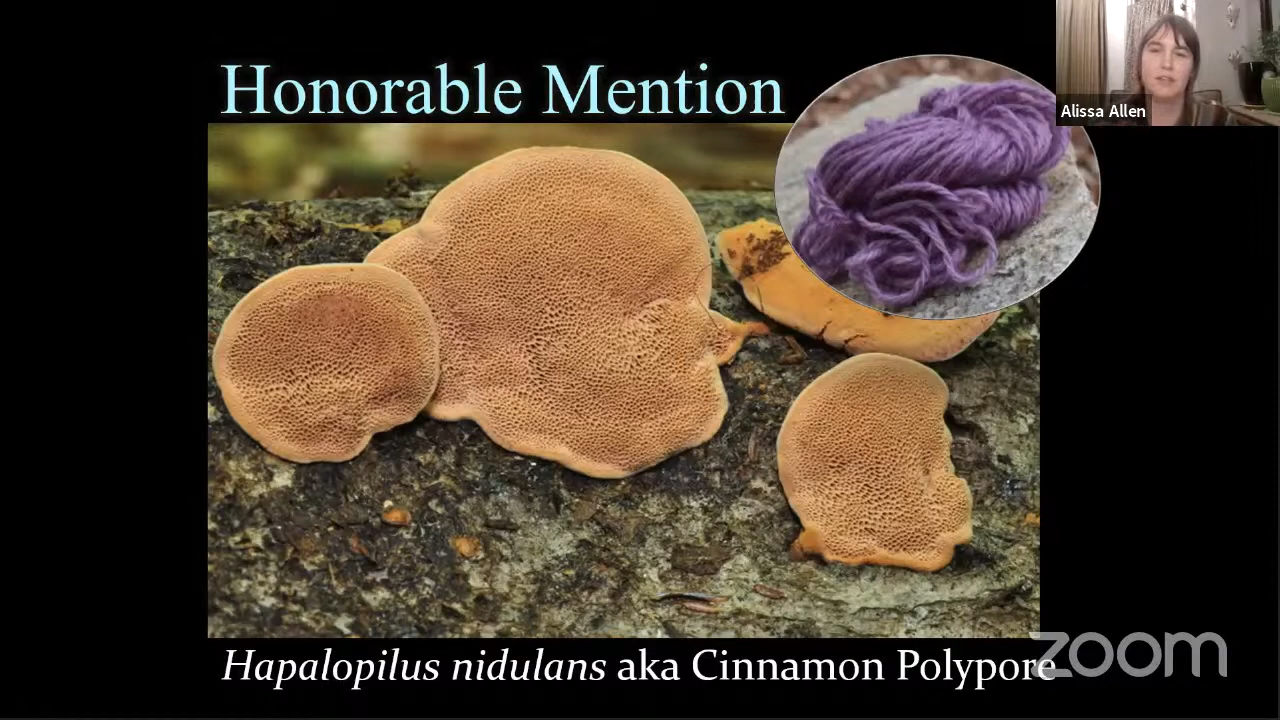 Honorable Mention
Alissa Allen
Hapalopilus nidulans aka Cinnamon Polypore
zoom